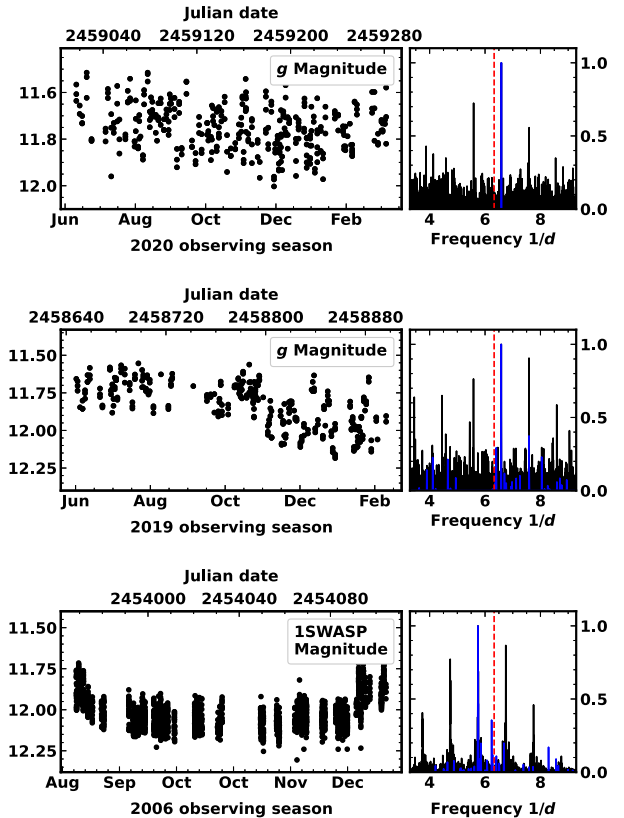 Julian date
2459040 2459120 2459200 2459280
g Magnitude
11.6
11.8
12.0
1.0
0.5
0.0
Jun Aug Oct Dec Feb
4 6 8
2020 observing season
Frequency 1/d
Julian date
2458640 2458720 2458800 2458880
g Magnitude
11.50
11.75
12.00
12.25
1.0
0.5
0.0
Jun Aug Oct Dec Feb
4 6 8
2019 observing season
Frequency 1/d
Julian date
2454000 2454040 2454080
1SWASP
Magnitude
11.50
11.75
12.00
12.25
1.0
0.5
0.0
Aug Sep Oct Oct Nov Dec
4 6 8
2006 observing season
Frequency 1/d